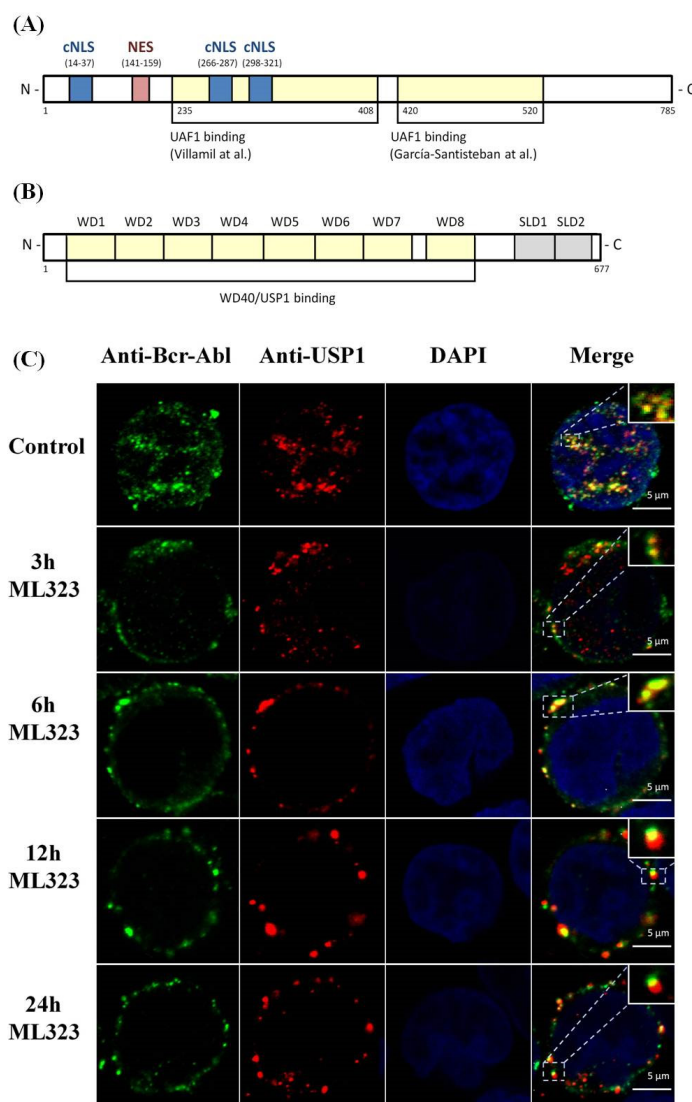 (A)
cNLS NES cNLS cNLS
(14-37) (141-159) (266-287) (298-321)
N - - C
1 235 408 420 520 785
UAF1 binding UAF1 binding
(Villamil at al.) (García-Santisteban at al.)
(B)
WD1 WD2 WD3 WD4 WD5 WD6 WD7 WD8 SLD1 SLD2
N - - C
1 677
WD40/USP1 binding
(C)
Anti-Bcr-Abl Anti-USP1 DAPI Merge
Control
5 µm
3h
ML323
5 µm
6h
ML323
5 µm
12h
ML323
5 µm
24h
ML323
5 µm